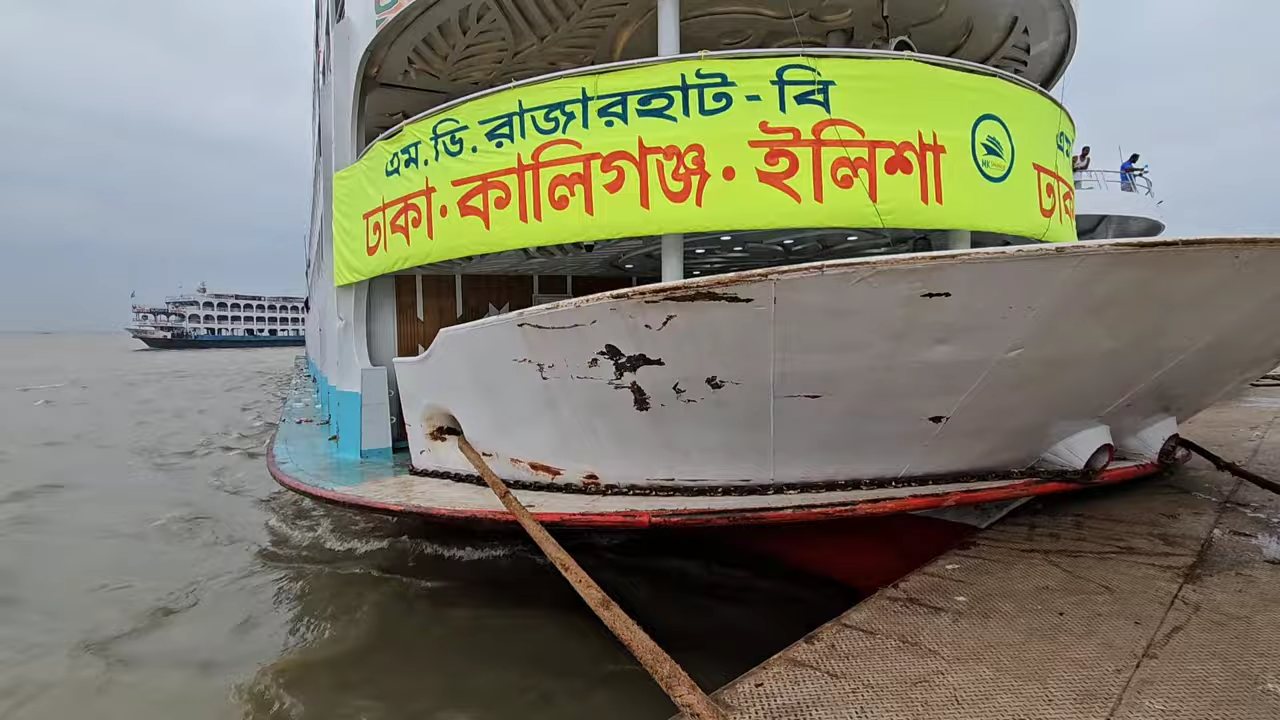 এম. ডি. রাজারহাট - বি
ঢাকা · কালিগঞ্জ · ইলিশা
ঢাকা